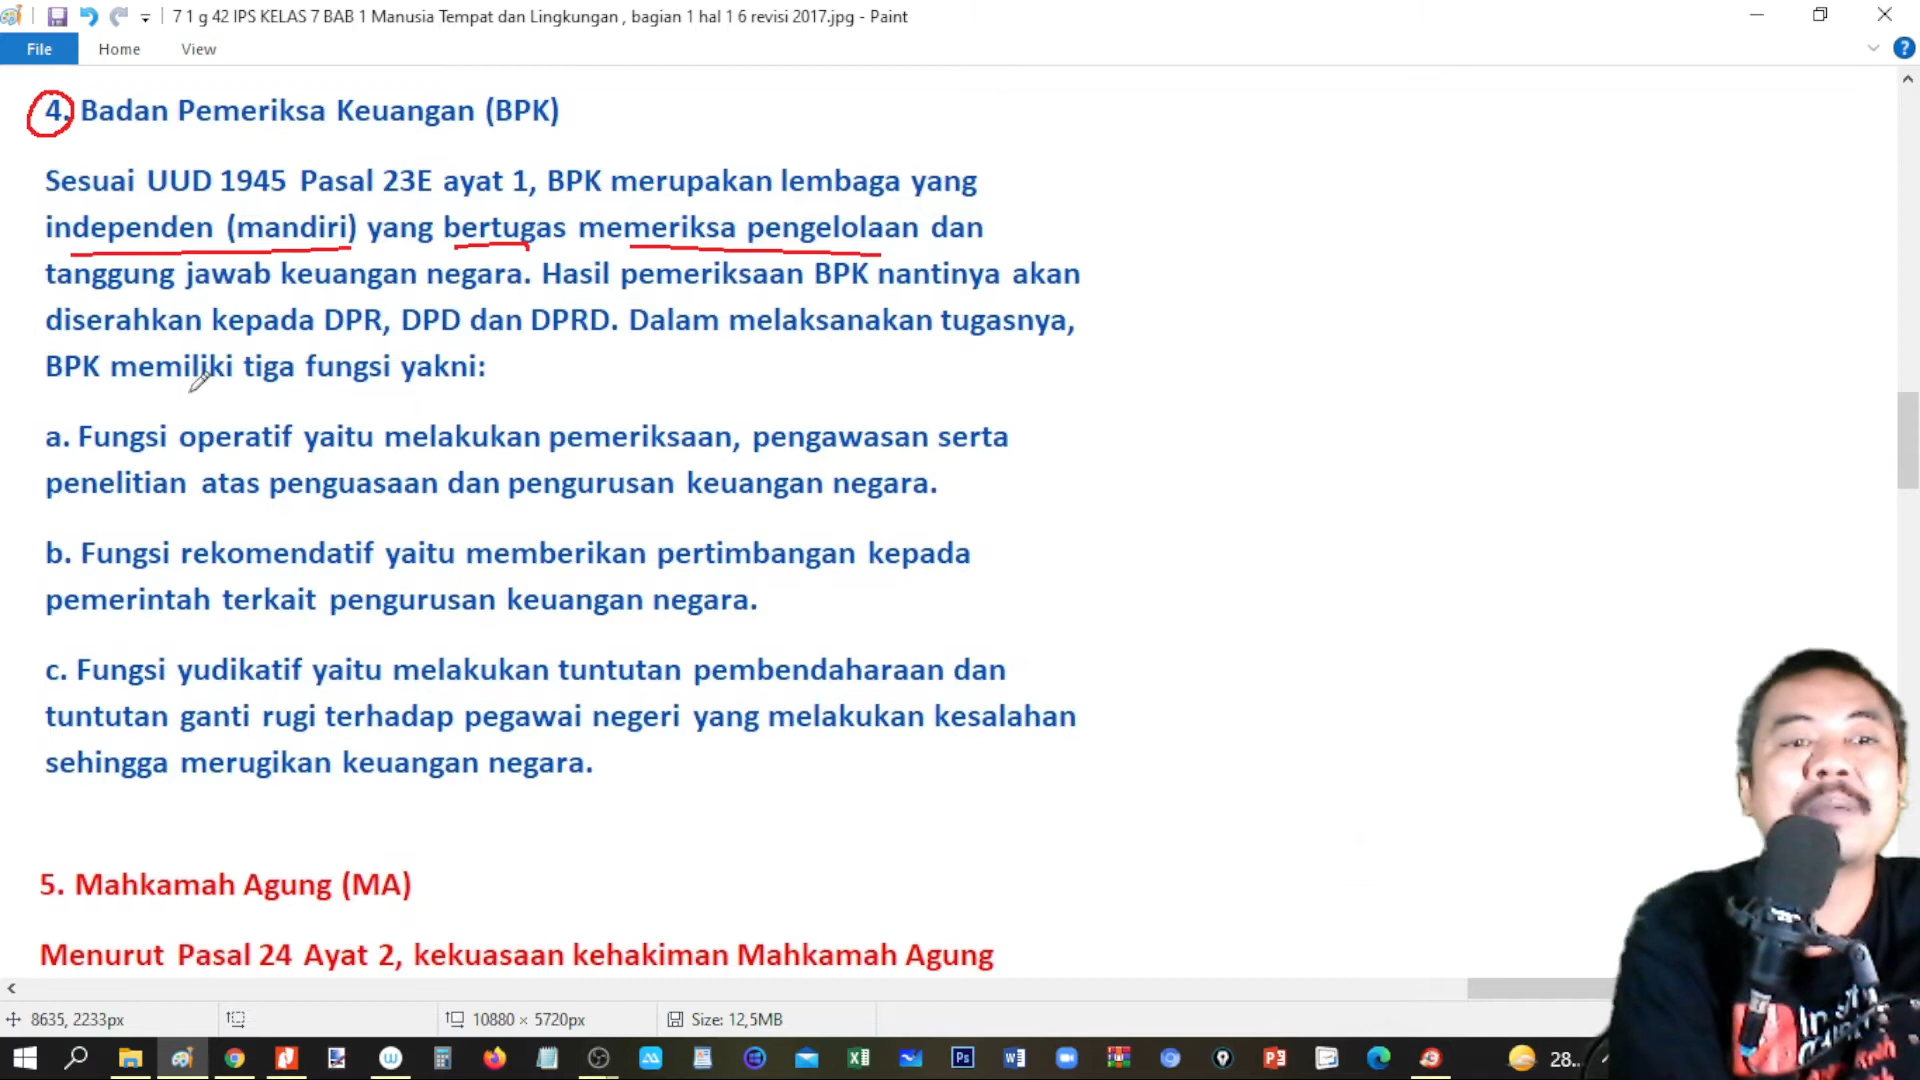 7 1 g 42 IPS KELAS 7 BAB 1 Manusia Tempat dan Lingkungan , bagian 1 hal 1 6 revisi 2017.jpg - Paint
File Home View
4. Badan Pemeriksa Keuangan (BPK)
Sesuai UUD 1945 Pasal 23E ayat 1, BPK merupakan lembaga yang
independen (mandiri) yang bertugas memeriksa pengelolaan dan
tanggung jawab keuangan negara. Hasil pemeriksaan BPK nantinya akan
diserahkan kepada DPR, DPD dan DPRD. Dalam melaksanakan tugasnya,
BPK memiliki tiga fungsi yakni:
a. Fungsi operatif yaitu melakukan pemeriksaan, pengawasan serta
penelitian atas penguasaan dan pengurusan keuangan negara.
b. Fungsi rekomendatif yaitu memberikan pertimbangan kepada
pemerintah terkait pengurusan keuangan negara.
c. Fungsi yudikatif yaitu melakukan tuntutan pembendaharaan dan
tuntutan ganti rugi terhadap pegawai negeri yang melakukan kesalahan
sehingga merugikan keuangan negara.
5. Mahkamah Agung (MA)
Menurut Pasal 24 Ayat 2, kekuasaan kehakiman Mahkamah Agung
8635, 2233px
10880 × 5720px
Size: 12,5MB
Ps
28...